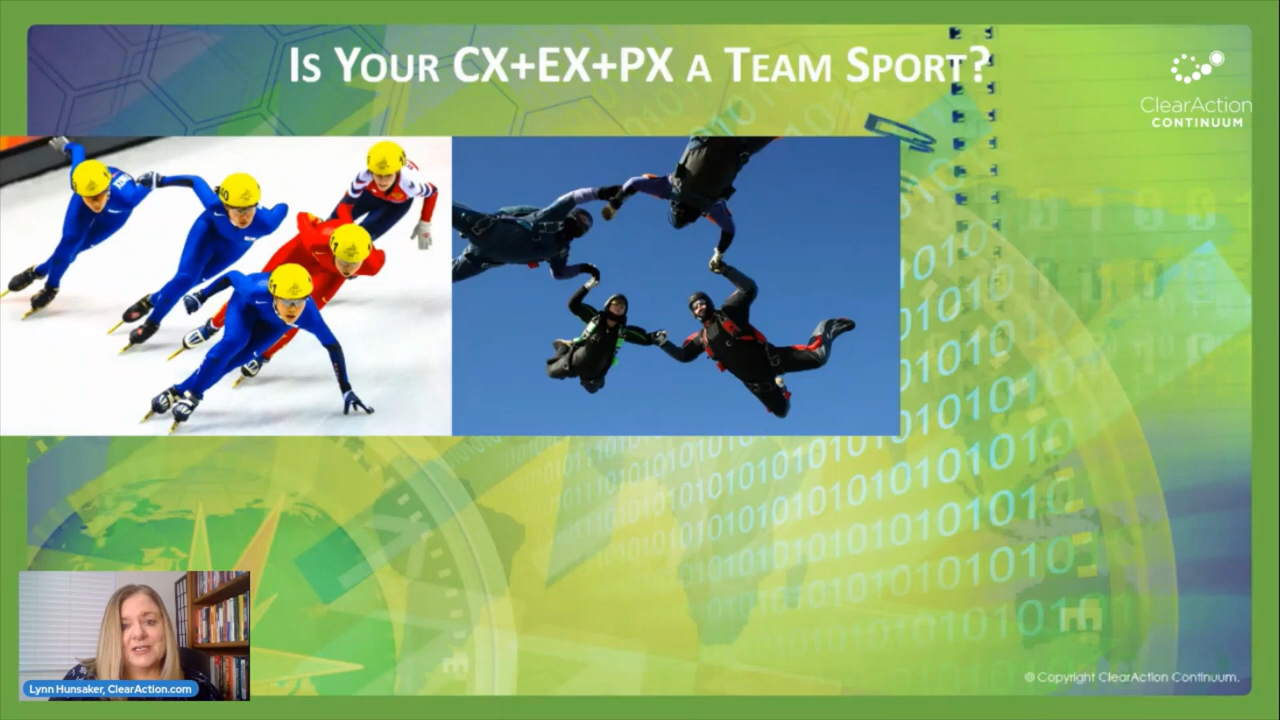 Is Your CX+EX+PX a Team Sport?
ClearAction
CONTINUUM
Lynn Hunsaker, ClearAction.com
© Copyright ClearAction Continuum.